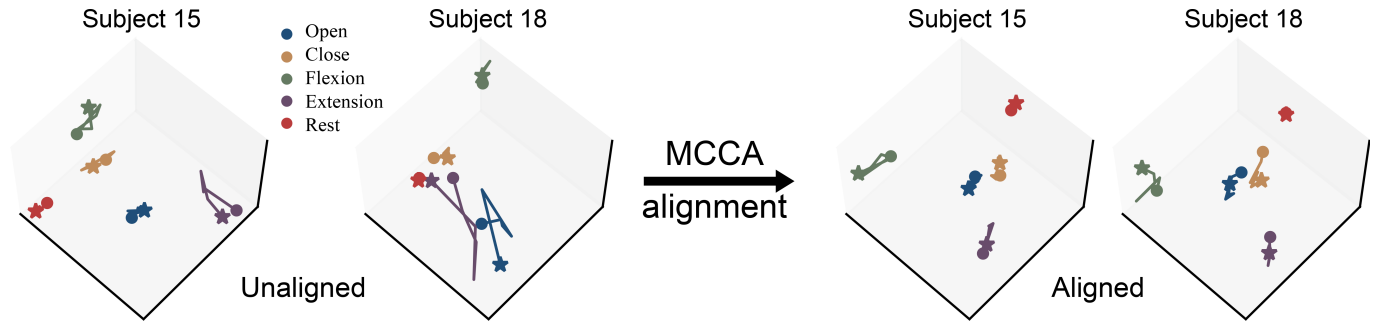 Subject 15
Subject 18
Open
Close
Flexion
Extension
Rest
Unaligned
MCCA
alignment
Subject 15
Subject 18
Aligned